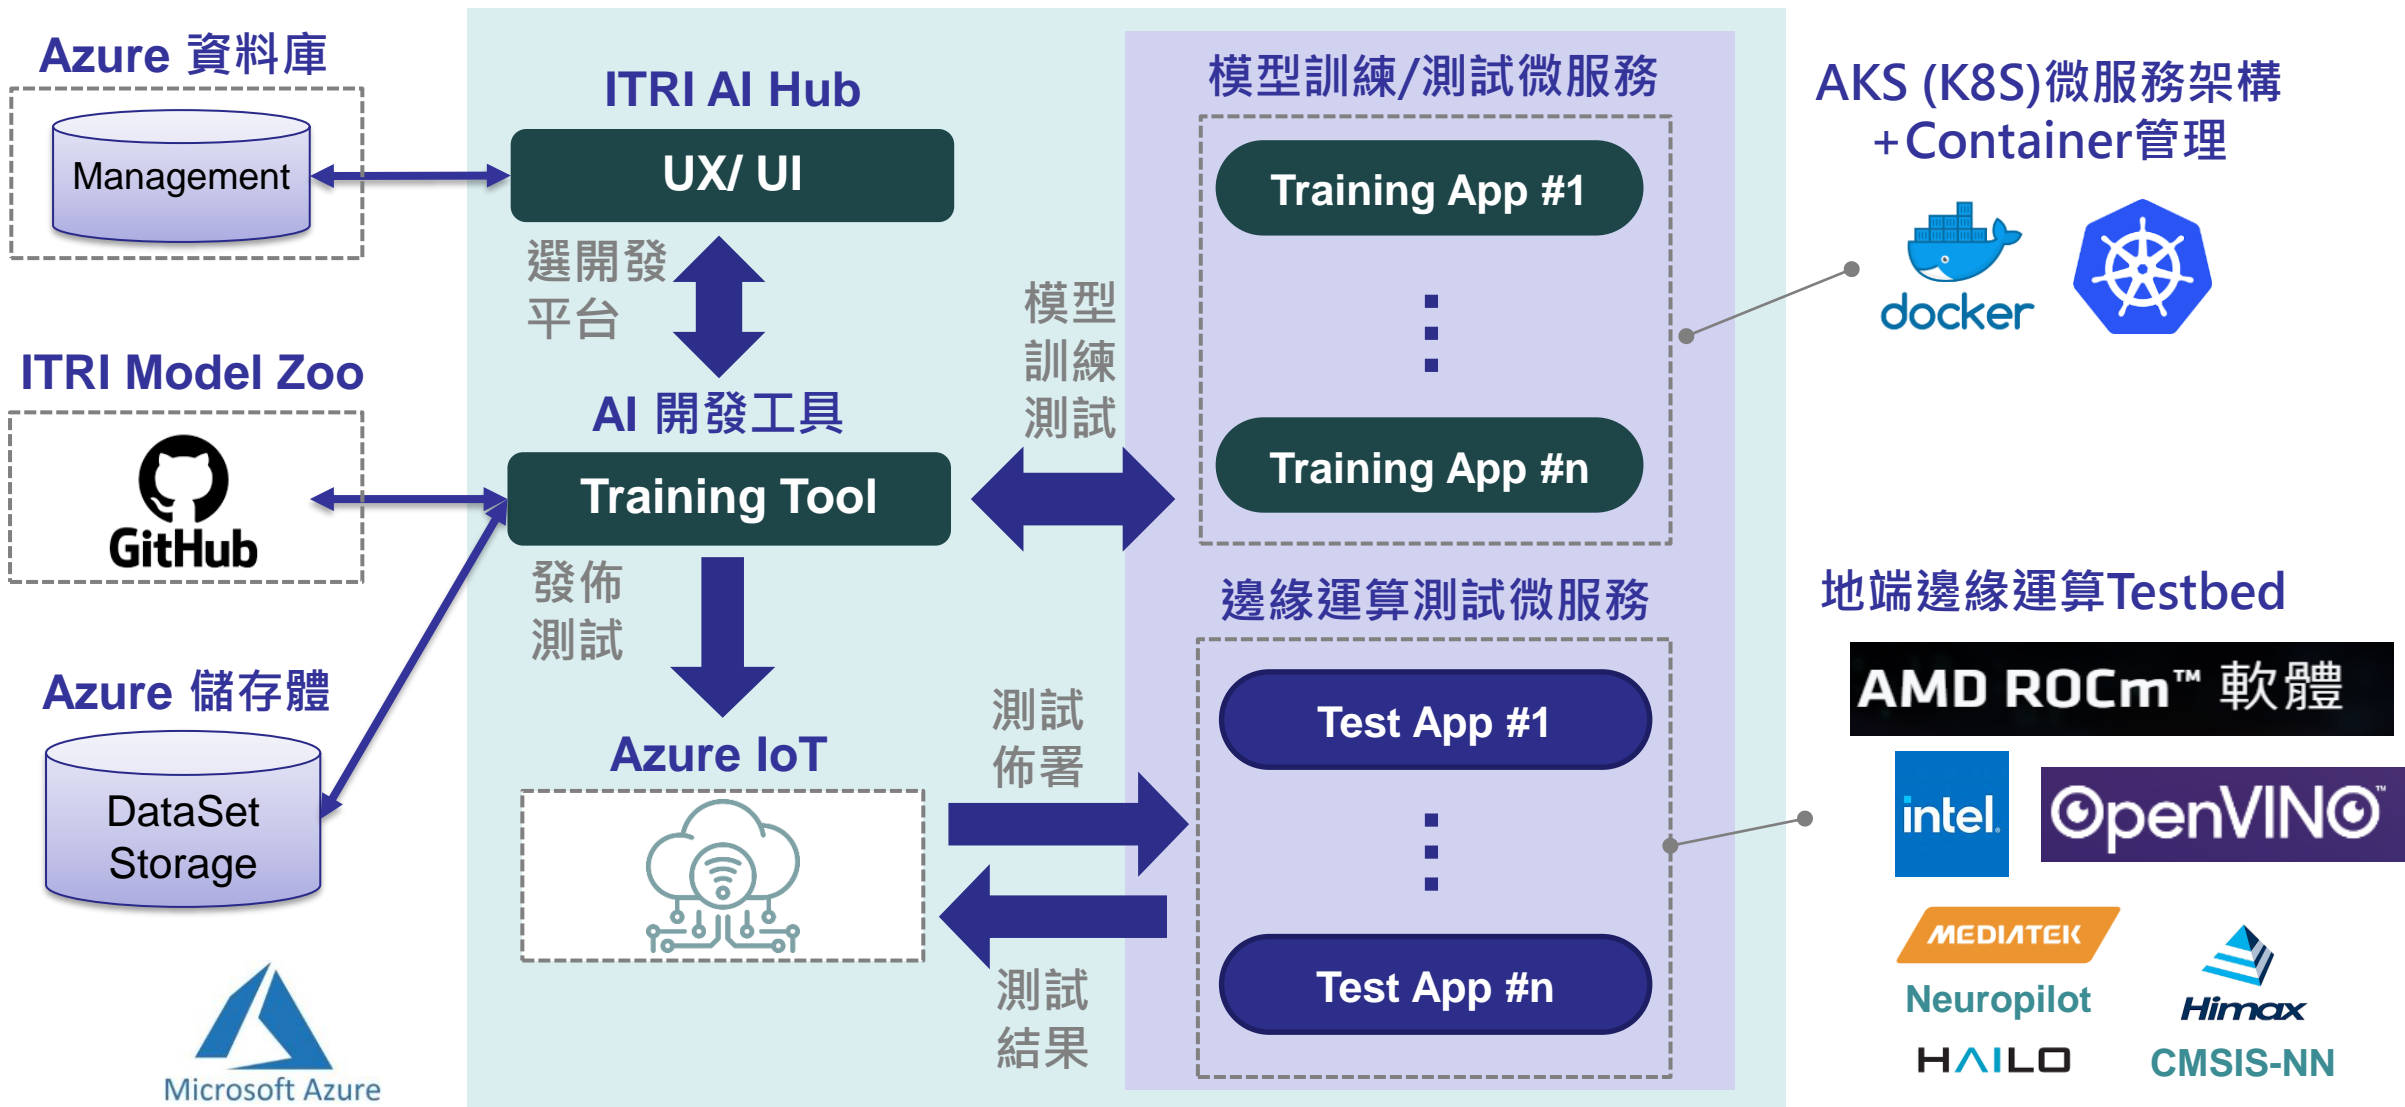 Azure 資料庫
Management
ITRI Model Zoo
GitHub
Azure 儲存體
DataSet
Storage
Microsoft Azure
ITRI AI Hub
UX/ UI
選開發
平台
AI 開發工具
Training Tool
發佈
測試
Azure IoT
模型
訓練
測試
測試
佈署
測試
結果
模型訓練/測試微服務
Training App #1
Training App #n
邊緣運算測試微服務
Test App #1
Test App #n
AKS (K8S)微服務架構
+Container管理
docker
地端邊緣運算Testbed
AMD ROCm™ 軟體
intel.
OpenVINO™
MEDIATEK
Neuropilot
Himax
HAILO
CMSIS-NN